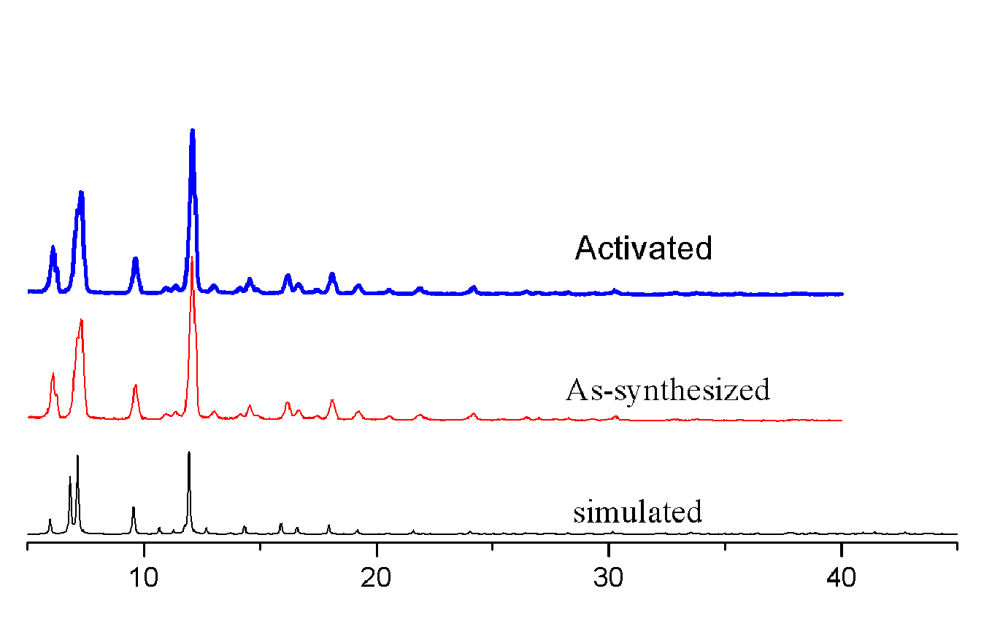 Activated
As-synthesized
simulated
10 20 30 40